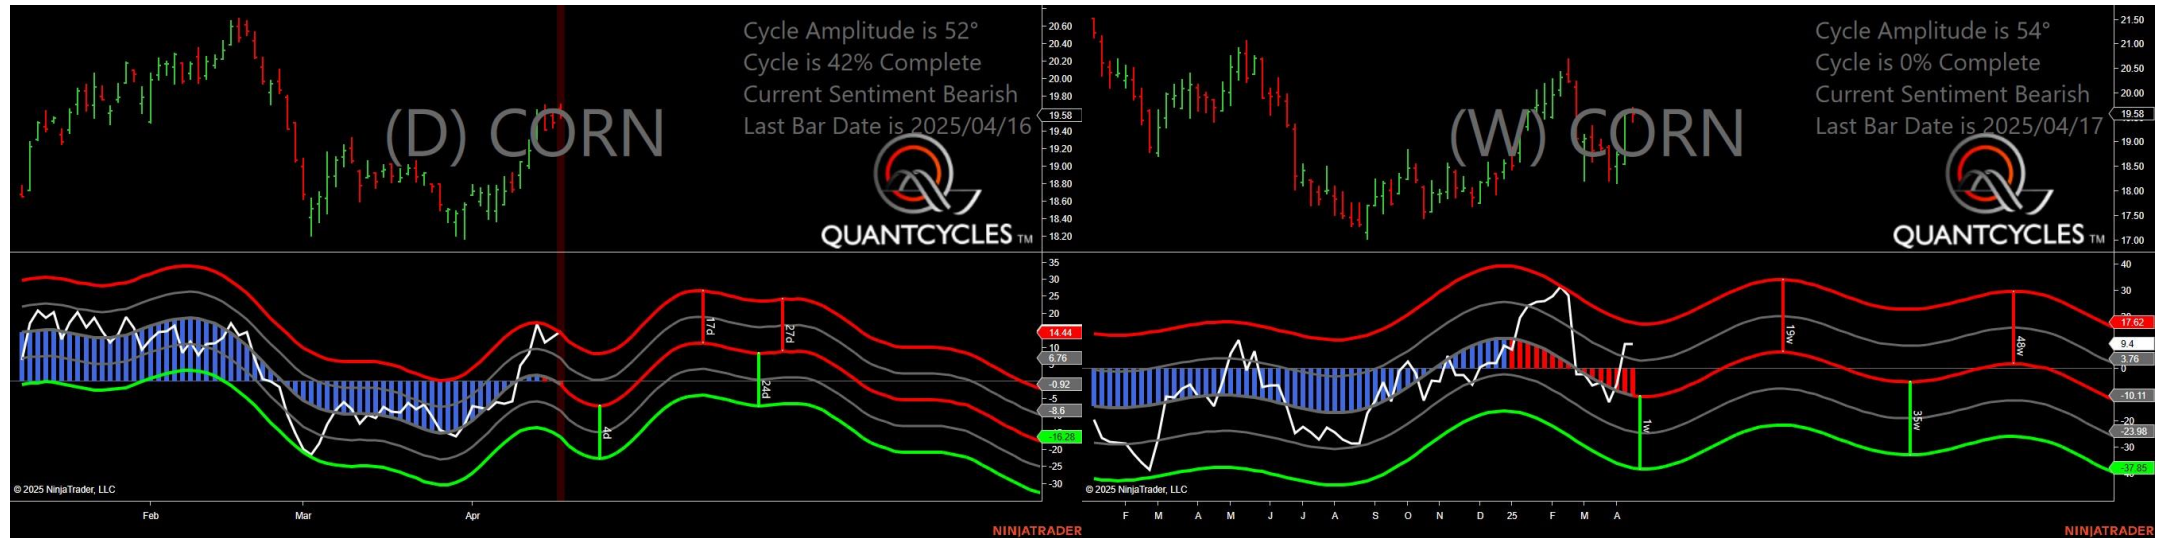 Cycle Amplitude is 52°
Cycle is 42% Complete
Current Sentiment Bearish
Last Bar Date is 2025/04/16
(D) CORN
QUANTCYCLES TM
20.60
20.40
20.20
20.00
19.80
19.58
19.40
19.20
19.00
18.80
18.60
18.40
18.20
35
30
25
20
14.44
10
6.76
-0.92
-5
-8.6
-16.28
-20
-25
-30
4d
17d
24d
27d
© 2025 NinjaTrader, LLC
Feb Mar Apr
NINJATRADER
Cycle Amplitude is 54°
Cycle is 0% Complete
Current Sentiment Bearish
Last Bar Date is 2025/04/17
(W) CORN
QUANTCYCLES TM
21.50
21.00
20.50
20.00
19.58
19.00
18.50
18.00
17.50
17.00
40
30
17.62
9.4
3.76
0
-10.11
-20
-23.98
-30
-37.85
1w
19w
35w
48w
© 2025 NinjaTrader, LLC
F M A M J J A S O N D 25 F M A
NINJATRADER